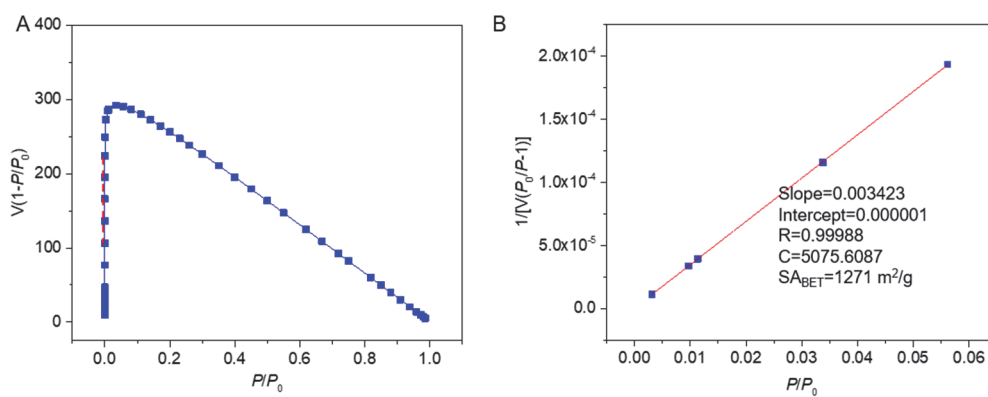 A
V(1-P/P₀)
400
300
200
100
0
0.0 0.2 0.4 0.6 0.8 1.0
P/P₀
B
1/[V(P₀/P-1)]
2.0x10⁻⁴
1.5x10⁻⁴
1.0x10⁻⁴
5.0x10⁻⁵
0.0
Slope=0.003423
Intercept=0.000001
R=0.99988
C=5075.6087
SA_BET=1271 m²/g
0.00 0.01 0.02 0.03 0.04 0.05 0.06
P/P₀